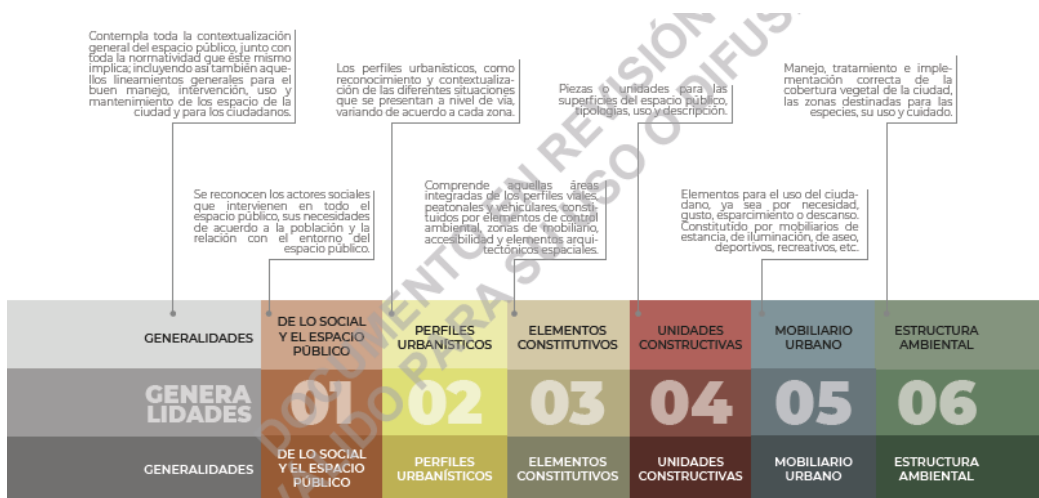 Contempla toda la contextualización
general del espacio público, junto con
toda la normatividad que éste mismo
implica; incluyendo así también aque-
llos lineamientos generales para el
buen manejo, intervención, uso y
mantenimiento de los espacio de la
ciudad y para los ciudadanos.
Los perfiles urbanísticos, como
reconocimiento y contextualiza-
ción de las diferentes situaciones
que se presentan a nivel de vía,
variando de acuerdo a cada zona.
Piezas o unidades para las
superficies del espacio público,
tipologías, uso y descripción.
Manejo, tratamiento e imple-
mentación correcta de la
cobertura vegetal de la ciudad,
las zonas destinadas para las
especies, su uso y cuidado.
Se reconocen los actores sociales
que intervienen en todo el
espacio público, sus necesidades
de acuerdo a la población y la
relación con el entorno del
espacio público.
Comprende aquellas áreas
integradas de los perfiles viales,
peatonales y vehiculares, consti-
tuidos por elementos de control
ambiental, zonas de mobiliario,
accesibilidad y elementos arqui-
tectónicos espaciales.
Elementos para el uso del ciuda-
dano, ya sea por necesidad,
gusto, esparcimiento o descanso.
Constitutido por mobiliarios de
estancia, de iluminación, de aseo,
deportivos, recreativos, etc.
GENERALIDADES
DE LO SOCIAL
Y EL ESPACIO
PÚBLICO
PERFILES
URBANÍSTICOS
ELEMENTOS
CONSTITUTIVOS
UNIDADES
CONSTRUCTIVAS
MOBILIARIO
URBANO
ESTRUCTURA
AMBIENTAL
GENERA
LIDADES
01
02
03
04
05
06
GENERALIDADES
DE LO SOCIAL
Y EL ESPACIO
PÚBLICO
PERFILES
URBANÍSTICOS
ELEMENTOS
CONSTITUTIVOS
UNIDADES
CONSTRUCTIVAS
MOBILIARIO
URBANO
ESTRUCTURA
AMBIENTAL
DOCUMENTO EN REVISIÓN
PARA SU USO O